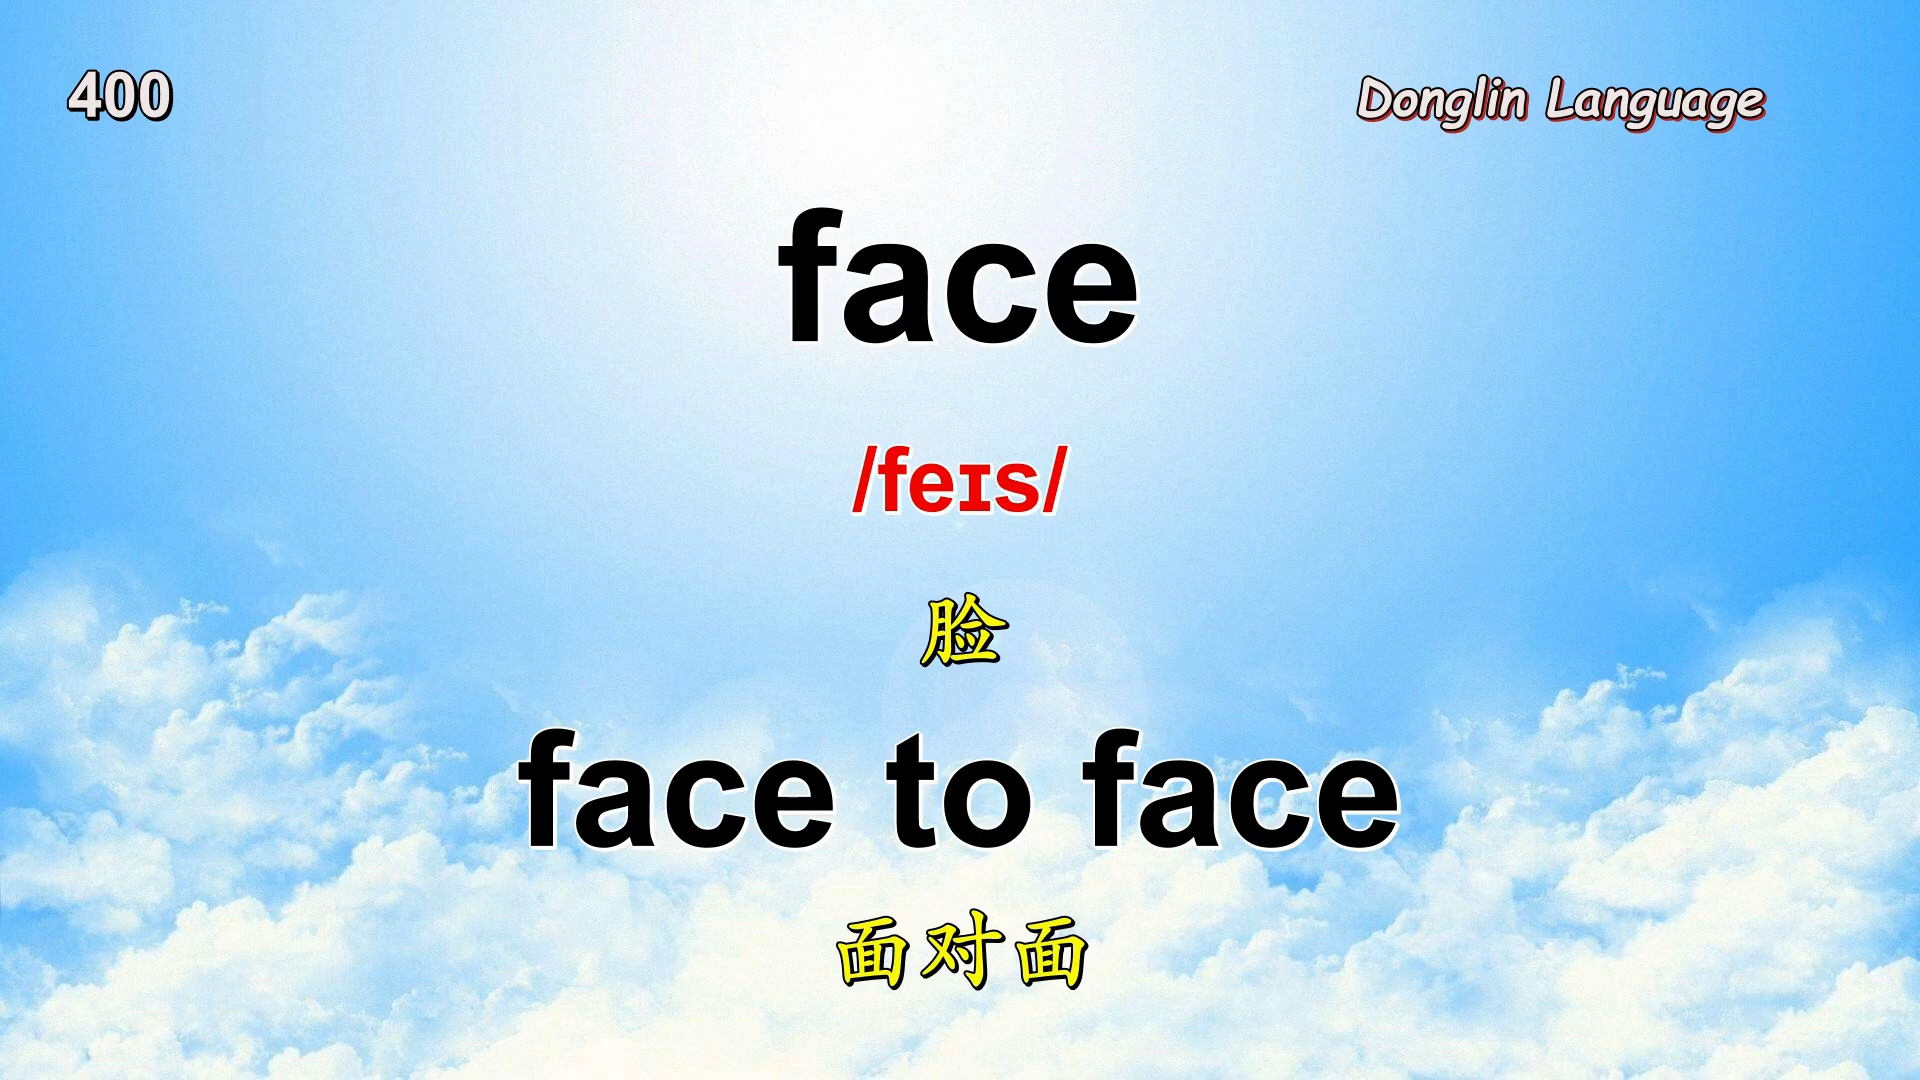 400
Donglin Language
face
/feɪs/
脸
face to face
面对面